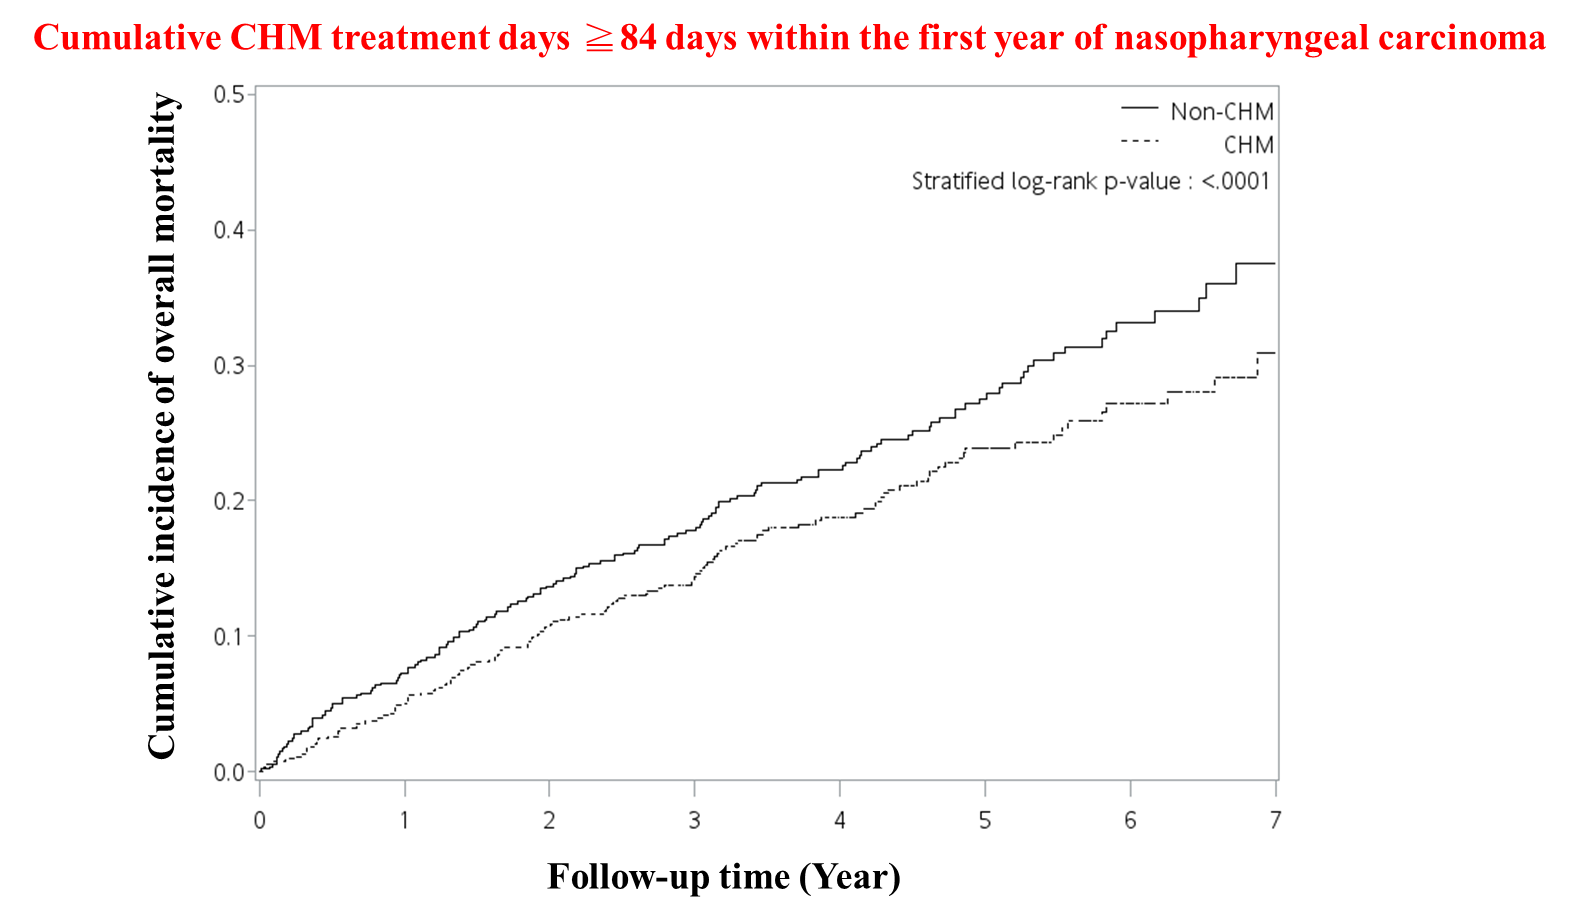 Cumulative CHM treatment days ≧84 days within the first year of nasopharyngeal carcinoma
Cumulative incidence of overall mortality
0.5
0.4
0.3
0.2
0.1
0.0
Non-CHM
CHM
Stratified log-rank p-value : <.0001
0 1 2 3 4 5 6 7
Follow-up time (Year)